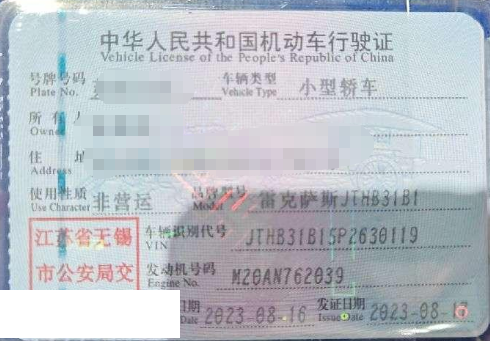 中华人民共和国机动车行驶证
Vehicle License of the People's Republic of China
号牌号码 车辆类型 小型轿车
Plate No. Vehicle Type
所有人
Owner
住址
Address
使用性质 非营运 品牌型号 雷克萨斯JTHB31B1
Use Character Model
江苏省无锡 车辆识别代号 JTHB31B15P2630119
VIN
市公安局交 发动机号码 M20AN762039
Engine No.
日期 2023-08-16 发证日期 2023-08-
Date Issue Date